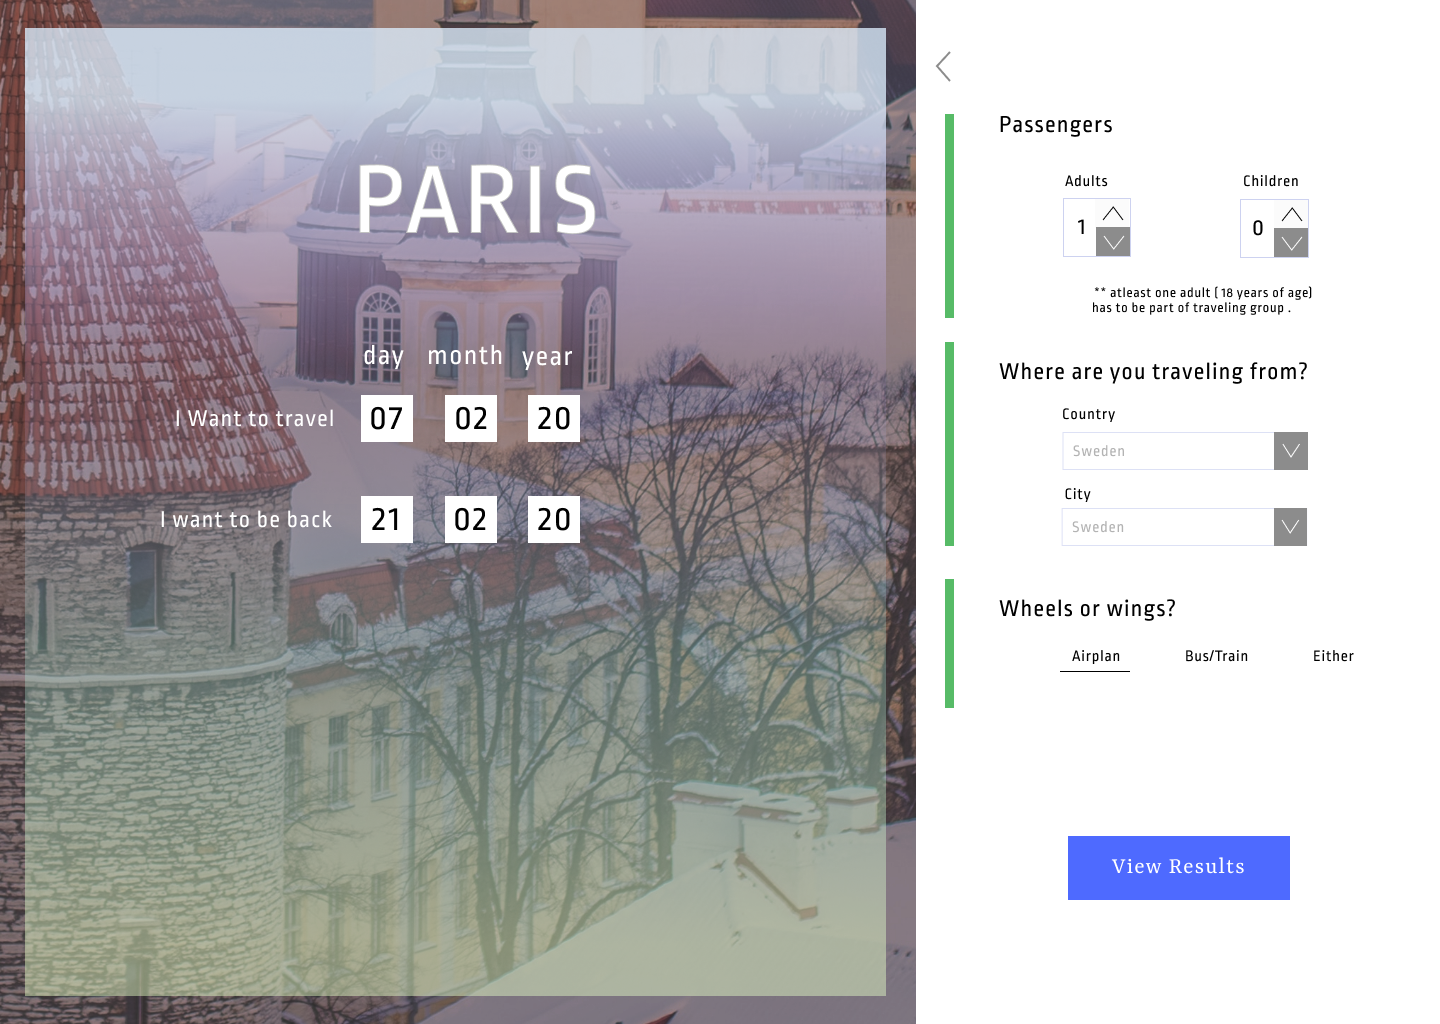 PARIS
day month year
I Want to travel 07 02 20
I want to be back 21 02 20
Passengers
Adults Children
1 0
** atleast one adult ( 18 years of age)
has to be part of traveling group .
Where are you traveling from?
Country
Sweden
City
Sweden
Wheels or wings?
Airplan Bus/Train Either
View Results